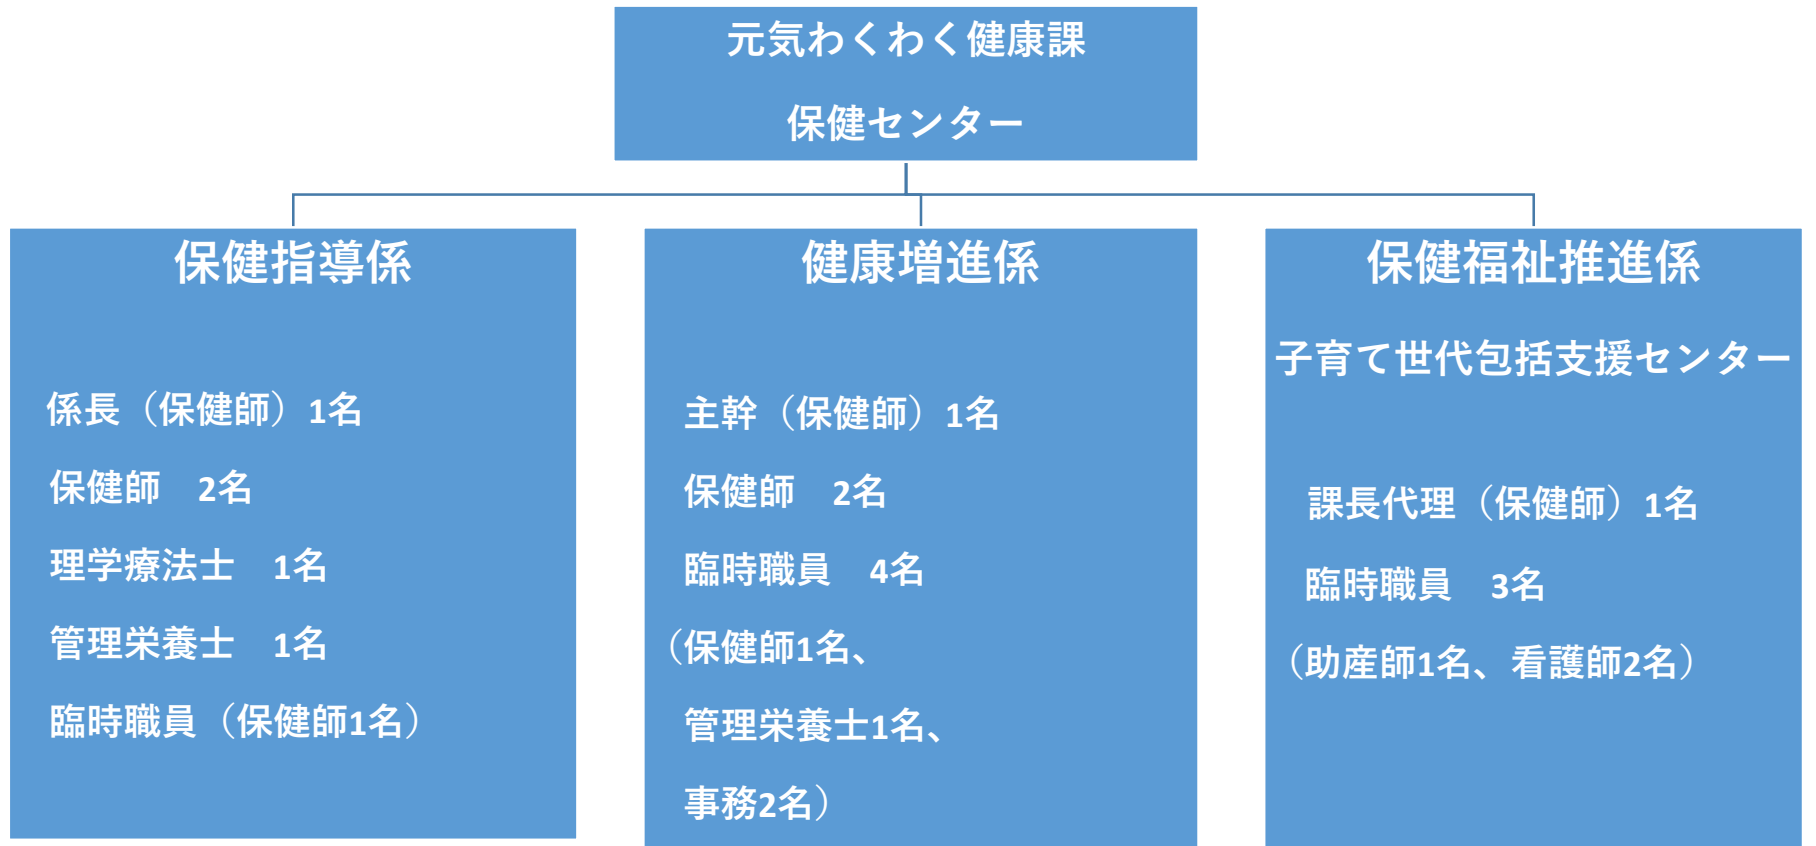 元気わくわく健康課
保健センター
保健指導係
係長（保健師）1名
保健師　2名
理学療法士　1名
管理栄養士　1名
臨時職員（保健師1名）
健康増進係
主幹（保健師）1名
保健師　2名
臨時職員　4名
（保健師1名、
管理栄養士1名、
事務2名）
保健福祉推進係
子育て世代包括支援センター
課長代理（保健師）1名
臨時職員　3名
（助産師1名、看護師2名）